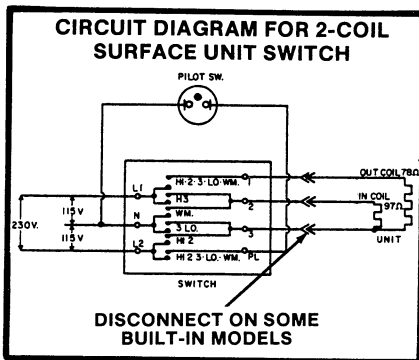 CIRCUIT DIAGRAM FOR 2-COIL
SURFACE UNIT SWITCH
PILOT SW.
OUT COIL 78Ω
L1
HI·2·3·LO·WM.
1
115 V
H3
2
IN COIL
230V.
N
WM.
97Ω
115 V
3 LO.
3
L2
HI 2
UNIT
HI 2 3·LO·WM.
PL
SWITCH
DISCONNECT ON SOME
BUILT-IN MODELS